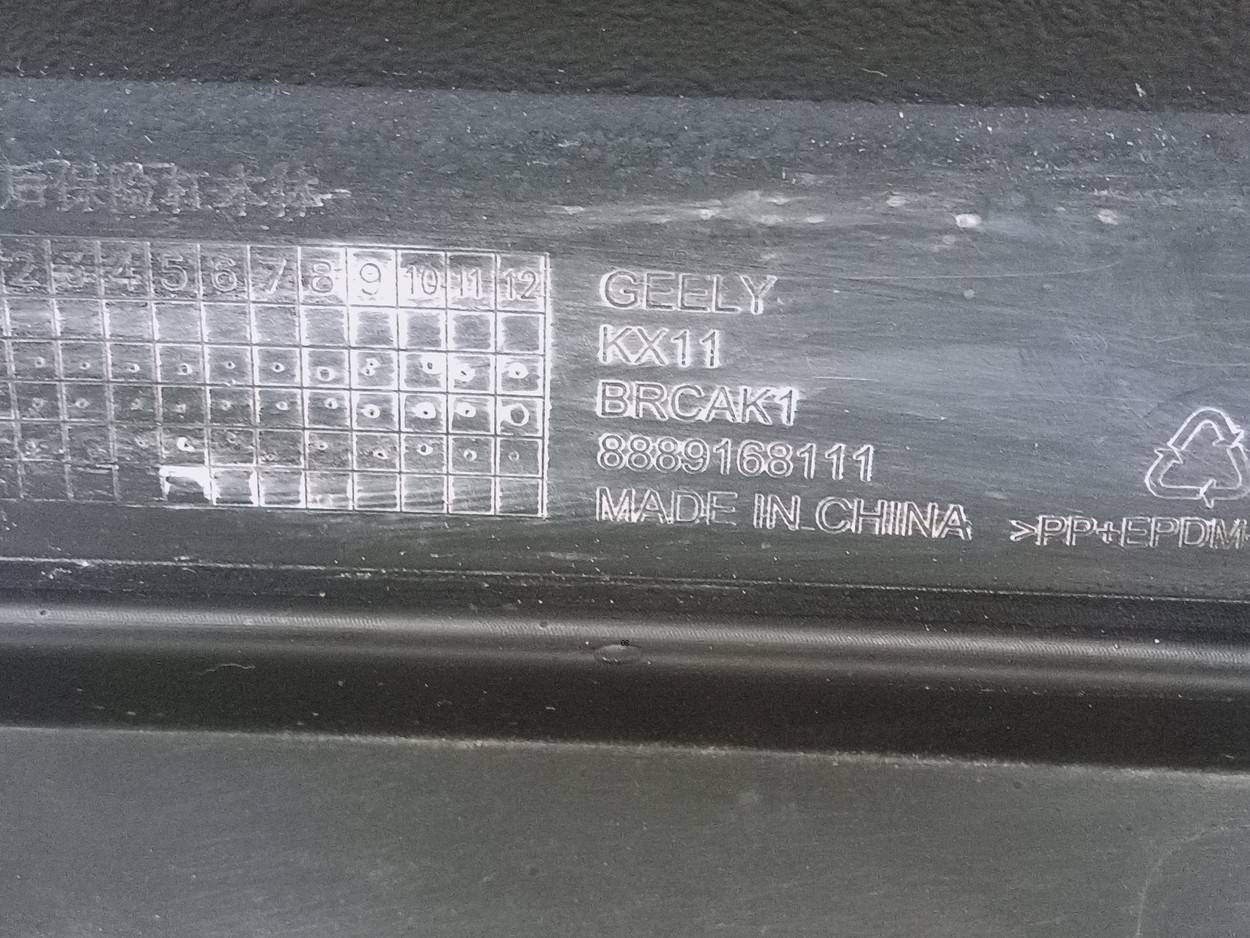 后保险杠本体
2 3 4 5 6 7 8 9 10 11 12
GEELY
KX11
BRCAK1
8889168111
MADE IN CHINA
>PP+EPDM-